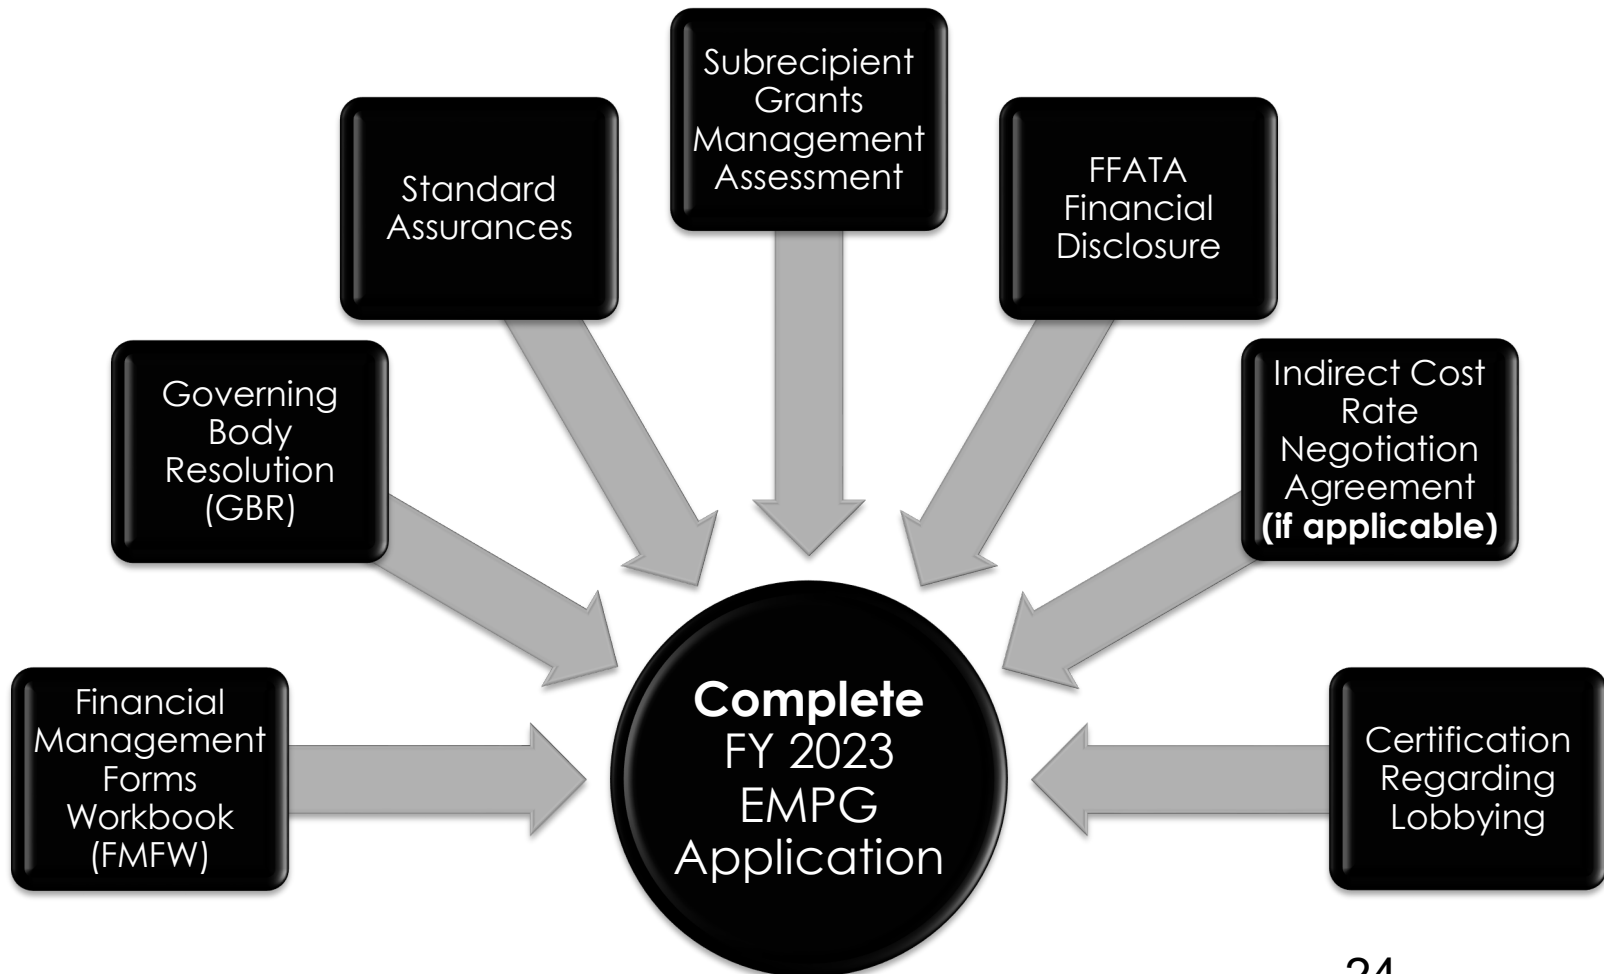 Subrecipient
Grants
Management
Assessment
Standard
Assurances
FFATA
Financial
Disclosure
Governing
Body
Resolution
(GBR)
Indirect Cost
Rate
Negotiation
Agreement
(if applicable)
Financial
Management
Forms
Workbook
(FMFW)
Complete
FY 2023
EMPG
Application
Certification
Regarding
Lobbying
24